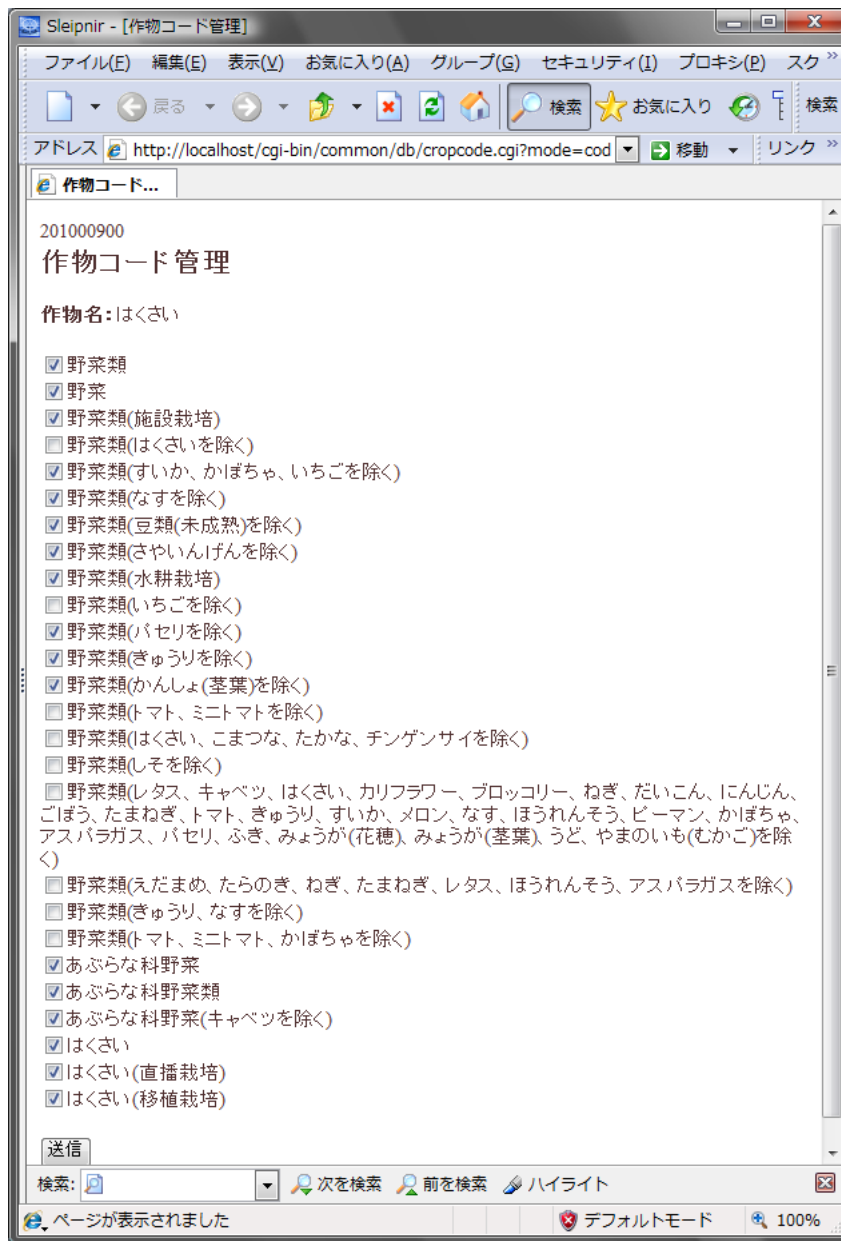 Sleipnir - [作物コード管理]
ファイル(F) 編集(E) 表示(V) お気に入り(A) グループ(G) セキュリティ(I) プロキシ(P) スク »
戻る 検索 お気に入り 検索
アドレス http://localhost/cgi-bin/common/db/cropcode.cgi?mode=cod 移動 リンク »
作物コード...
201000900
作物コード管理
作物名:はくさい
野菜類
野菜
野菜類(施設栽培)
野菜類(はくさいを除く)
野菜類(すいか、かぼちゃ、いちごを除く)
野菜類(なすを除く)
野菜類(豆類(未成熟)を除く)
野菜類(さやいんげんを除く)
野菜類(水耕栽培)
野菜類(いちごを除く)
野菜類(パセリを除く)
野菜類(きゅうりを除く)
野菜類(かんしょ(茎葉)を除く)
野菜類(トマト、ミニトマトを除く)
野菜類(はくさい、こまつな、たかな、チンゲンサイを除く)
野菜類(しそを除く)
野菜類(レタス、キャベツ、はくさい、カリフラワー、ブロッコリー、ねぎ、だいこん、にんじん、
ごぼう、たまねぎ、トマト、きゅうり、すいか、メロン、なす、ほうれんそう、ピーマン、かぼちゃ、
アスパラガス、パセリ、ふき、みょうが(花穂)、みょうが(茎葉)、うど、やまのいも(むかご)を除
く)
野菜類(えだまめ、たらのき、ねぎ、たまねぎ、レタス、ほうれんそう、アスパラガスを除く)
野菜類(きゅうり、なすを除く)
野菜類(トマト、ミニトマト、かぼちゃを除く)
あぶらな科野菜
あぶらな科野菜類
あぶらな科野菜(キャベツを除く)
はくさい
はくさい(直播栽培)
はくさい(移植栽培)
送信
検索: 次を検索 前を検索 ハイライト
ページが表示されました デフォルトモード 100%